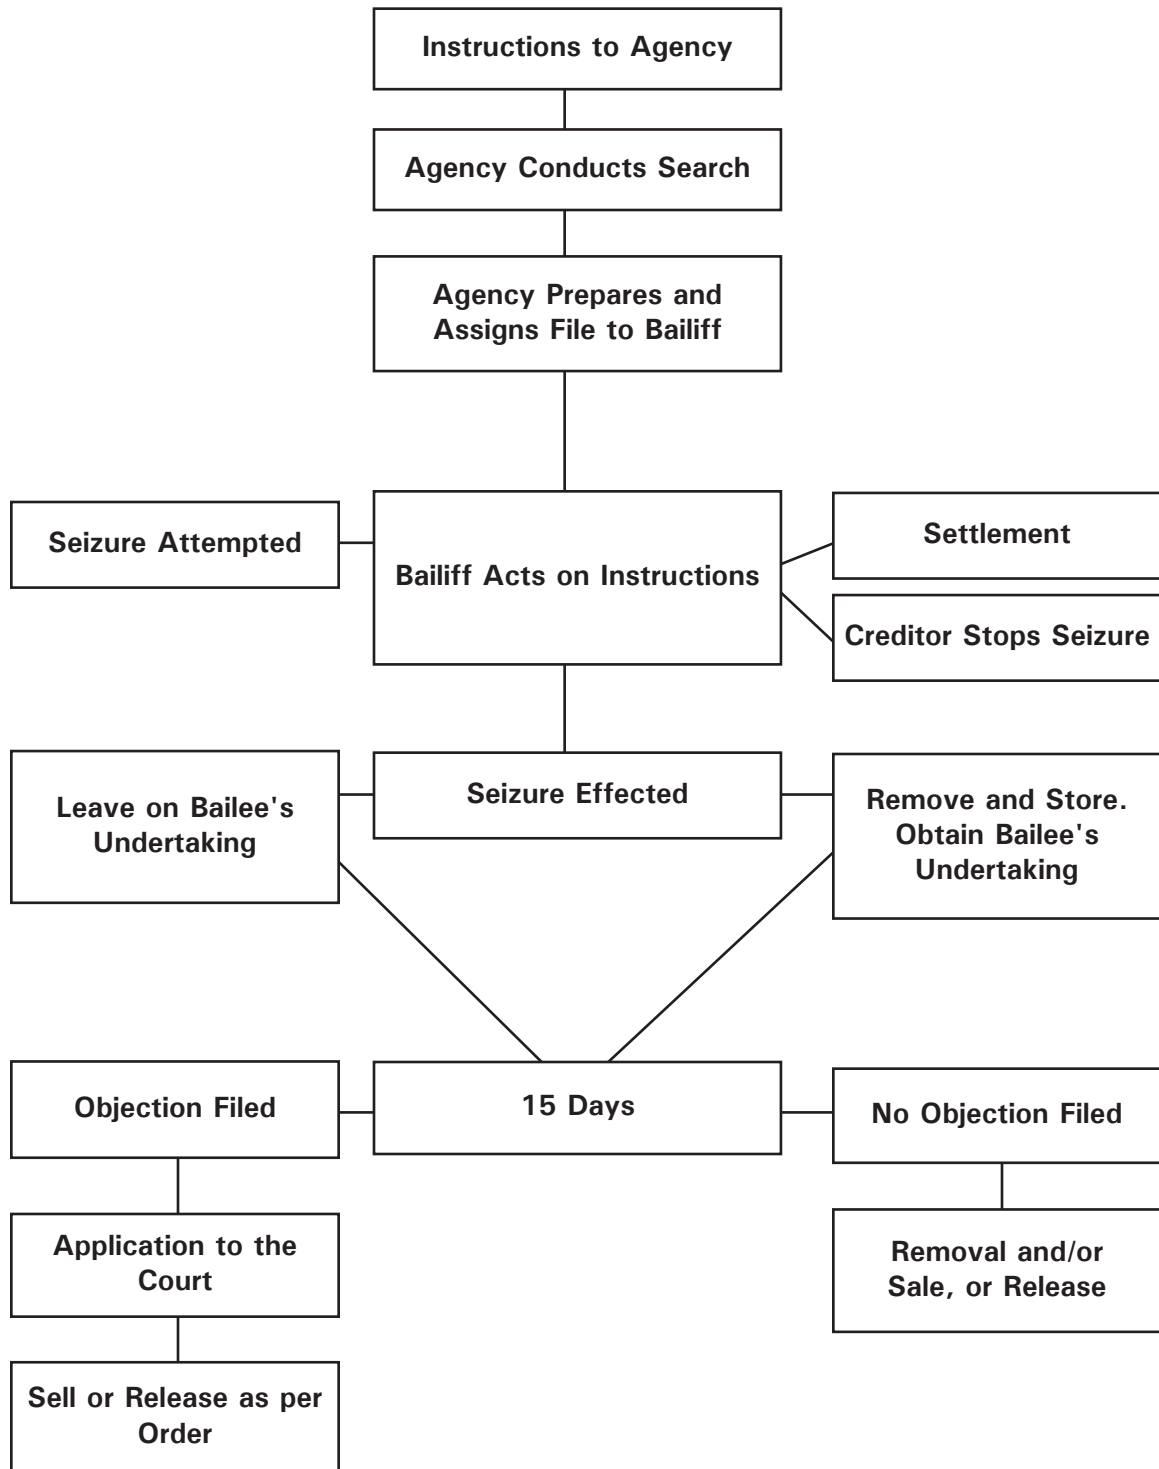 Instructions to Agency
Agency Conducts Search
Agency Prepares and
Assigns File to Bailiff
Seizure Attempted
Bailiff Acts on Instructions
Settlement
Creditor Stops Seizure
Leave on Bailee's
Undertaking
Seizure Effected
Remove and Store.
Obtain Bailee's
Undertaking
Objection Filed
15 Days
No Objection Filed
Application to the
Court
Removal and/or
Sale, or Release
Sell or Release as per
Order